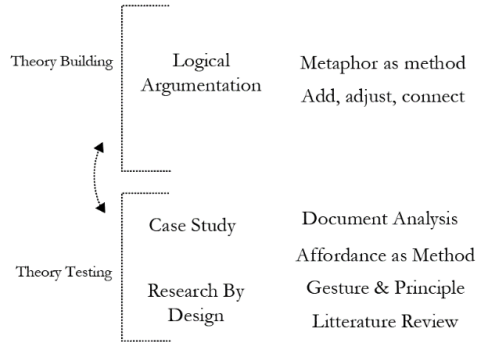 Theory Building
Logical
Argumentation
Metaphor as method
Add, adjust, connect
Theory Testing
Case Study
Research By
Design
Document Analysis
Affordance as Method
Gesture & Principle
Litterature Review